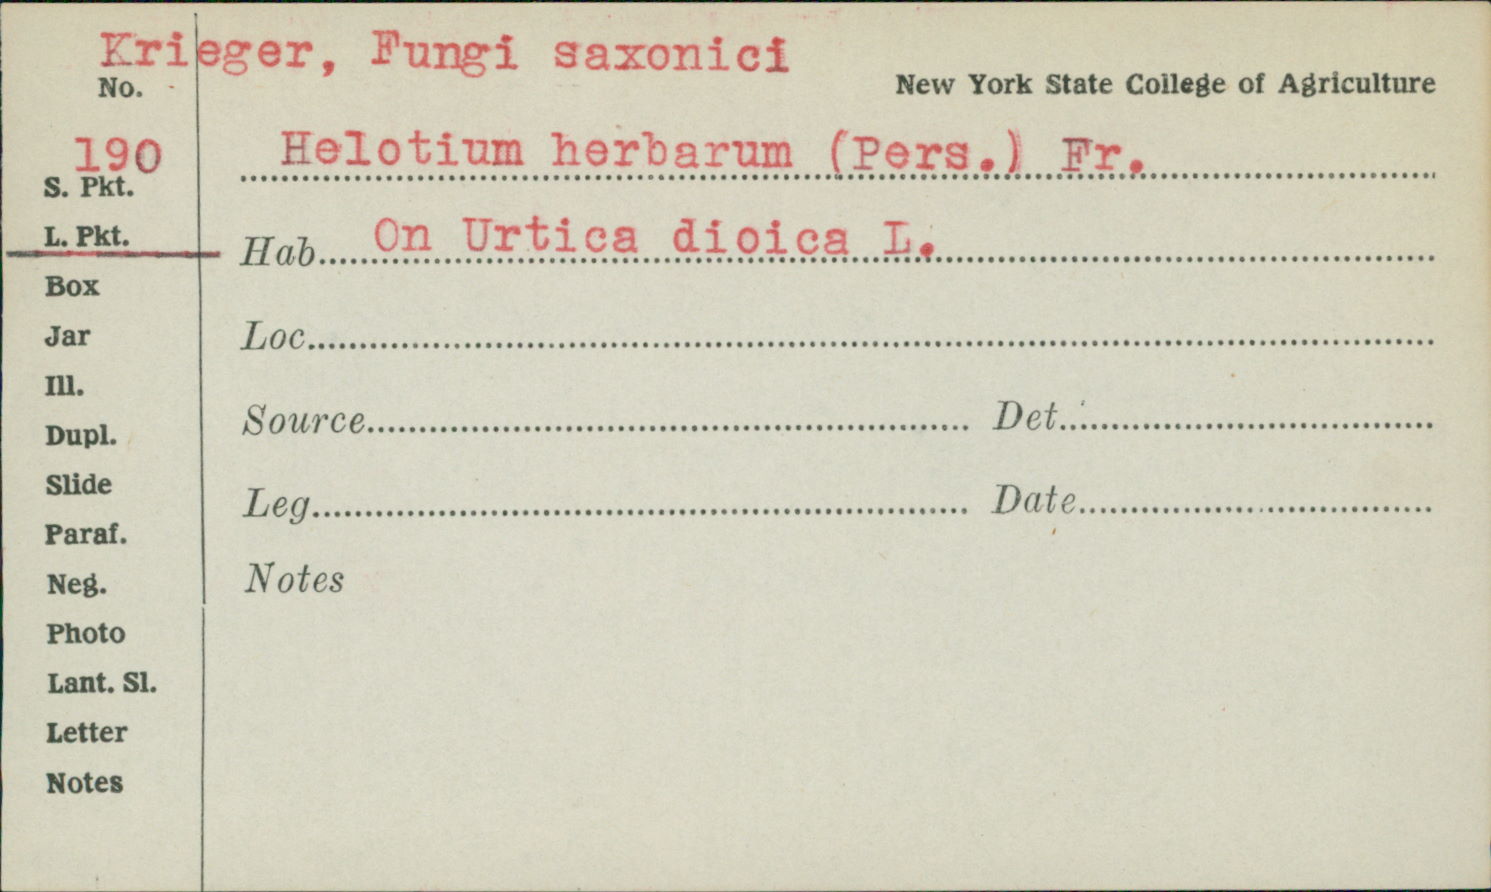 Krieger, Fungi saxonici
No.
New York State College of Agriculture
190
Helotium herbarum (Pers.) Fr.
S. Pkt.
L. Pkt.
Hab. On Urtica dioica L.
Box
Jar
Loc.
Ill.
Source
Det.
Dupl.
Slide
Leg.
Date
Paraf.
Neg.
Notes
Photo
Lant. Sl.
Letter
Notes